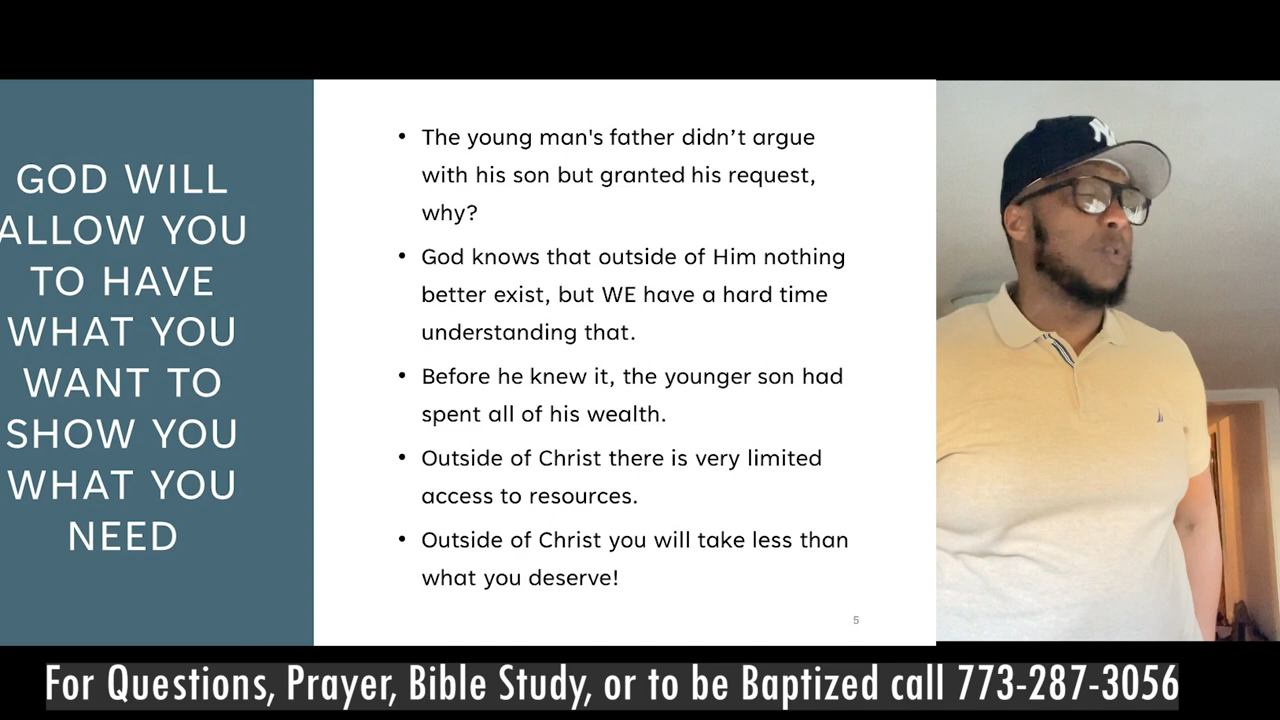 GOD WILL
ALLOW YOU
TO HAVE
WHAT YOU
WANT TO
SHOW YOU
WHAT YOU
NEED
• The young man's father didn’t argue
with his son but granted his request,
why?
• God knows that outside of Him nothing
better exist, but WE have a hard time
understanding that.
• Before he knew it, the younger son had
spent all of his wealth.
• Outside of Christ there is very limited
access to resources.
• Outside of Christ you will take less than
what you deserve!
5
NY
For Questions, Prayer, Bible Study, or to be Baptized call 773-287-3056